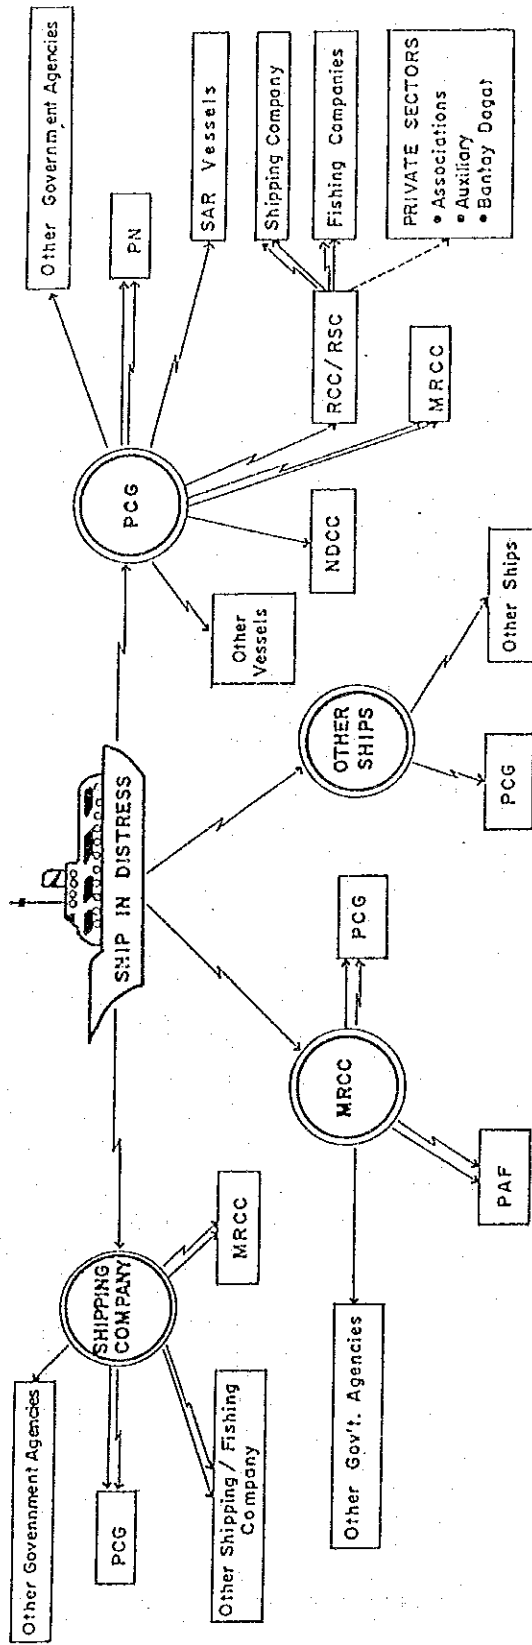 SHIP IN DISTRESS
SHIPPING
COMPANY
Other Government Agencies
PCG
Other Shipping / Fishing
Company
MRCC
MRCC
Other Gov't. Agencies
PAF
PCG
OTHER
SHIPS
PCG
Other Ships
PCG
Other Government Agencies
PN
SAR Vessels
RCC/RSC
Shipping Company
Fishing Companies
PRIVATE SECTORS
• Associations
• Auxiliary
• Bantay Dagat
MRCC
NDCC
Other
Vessels